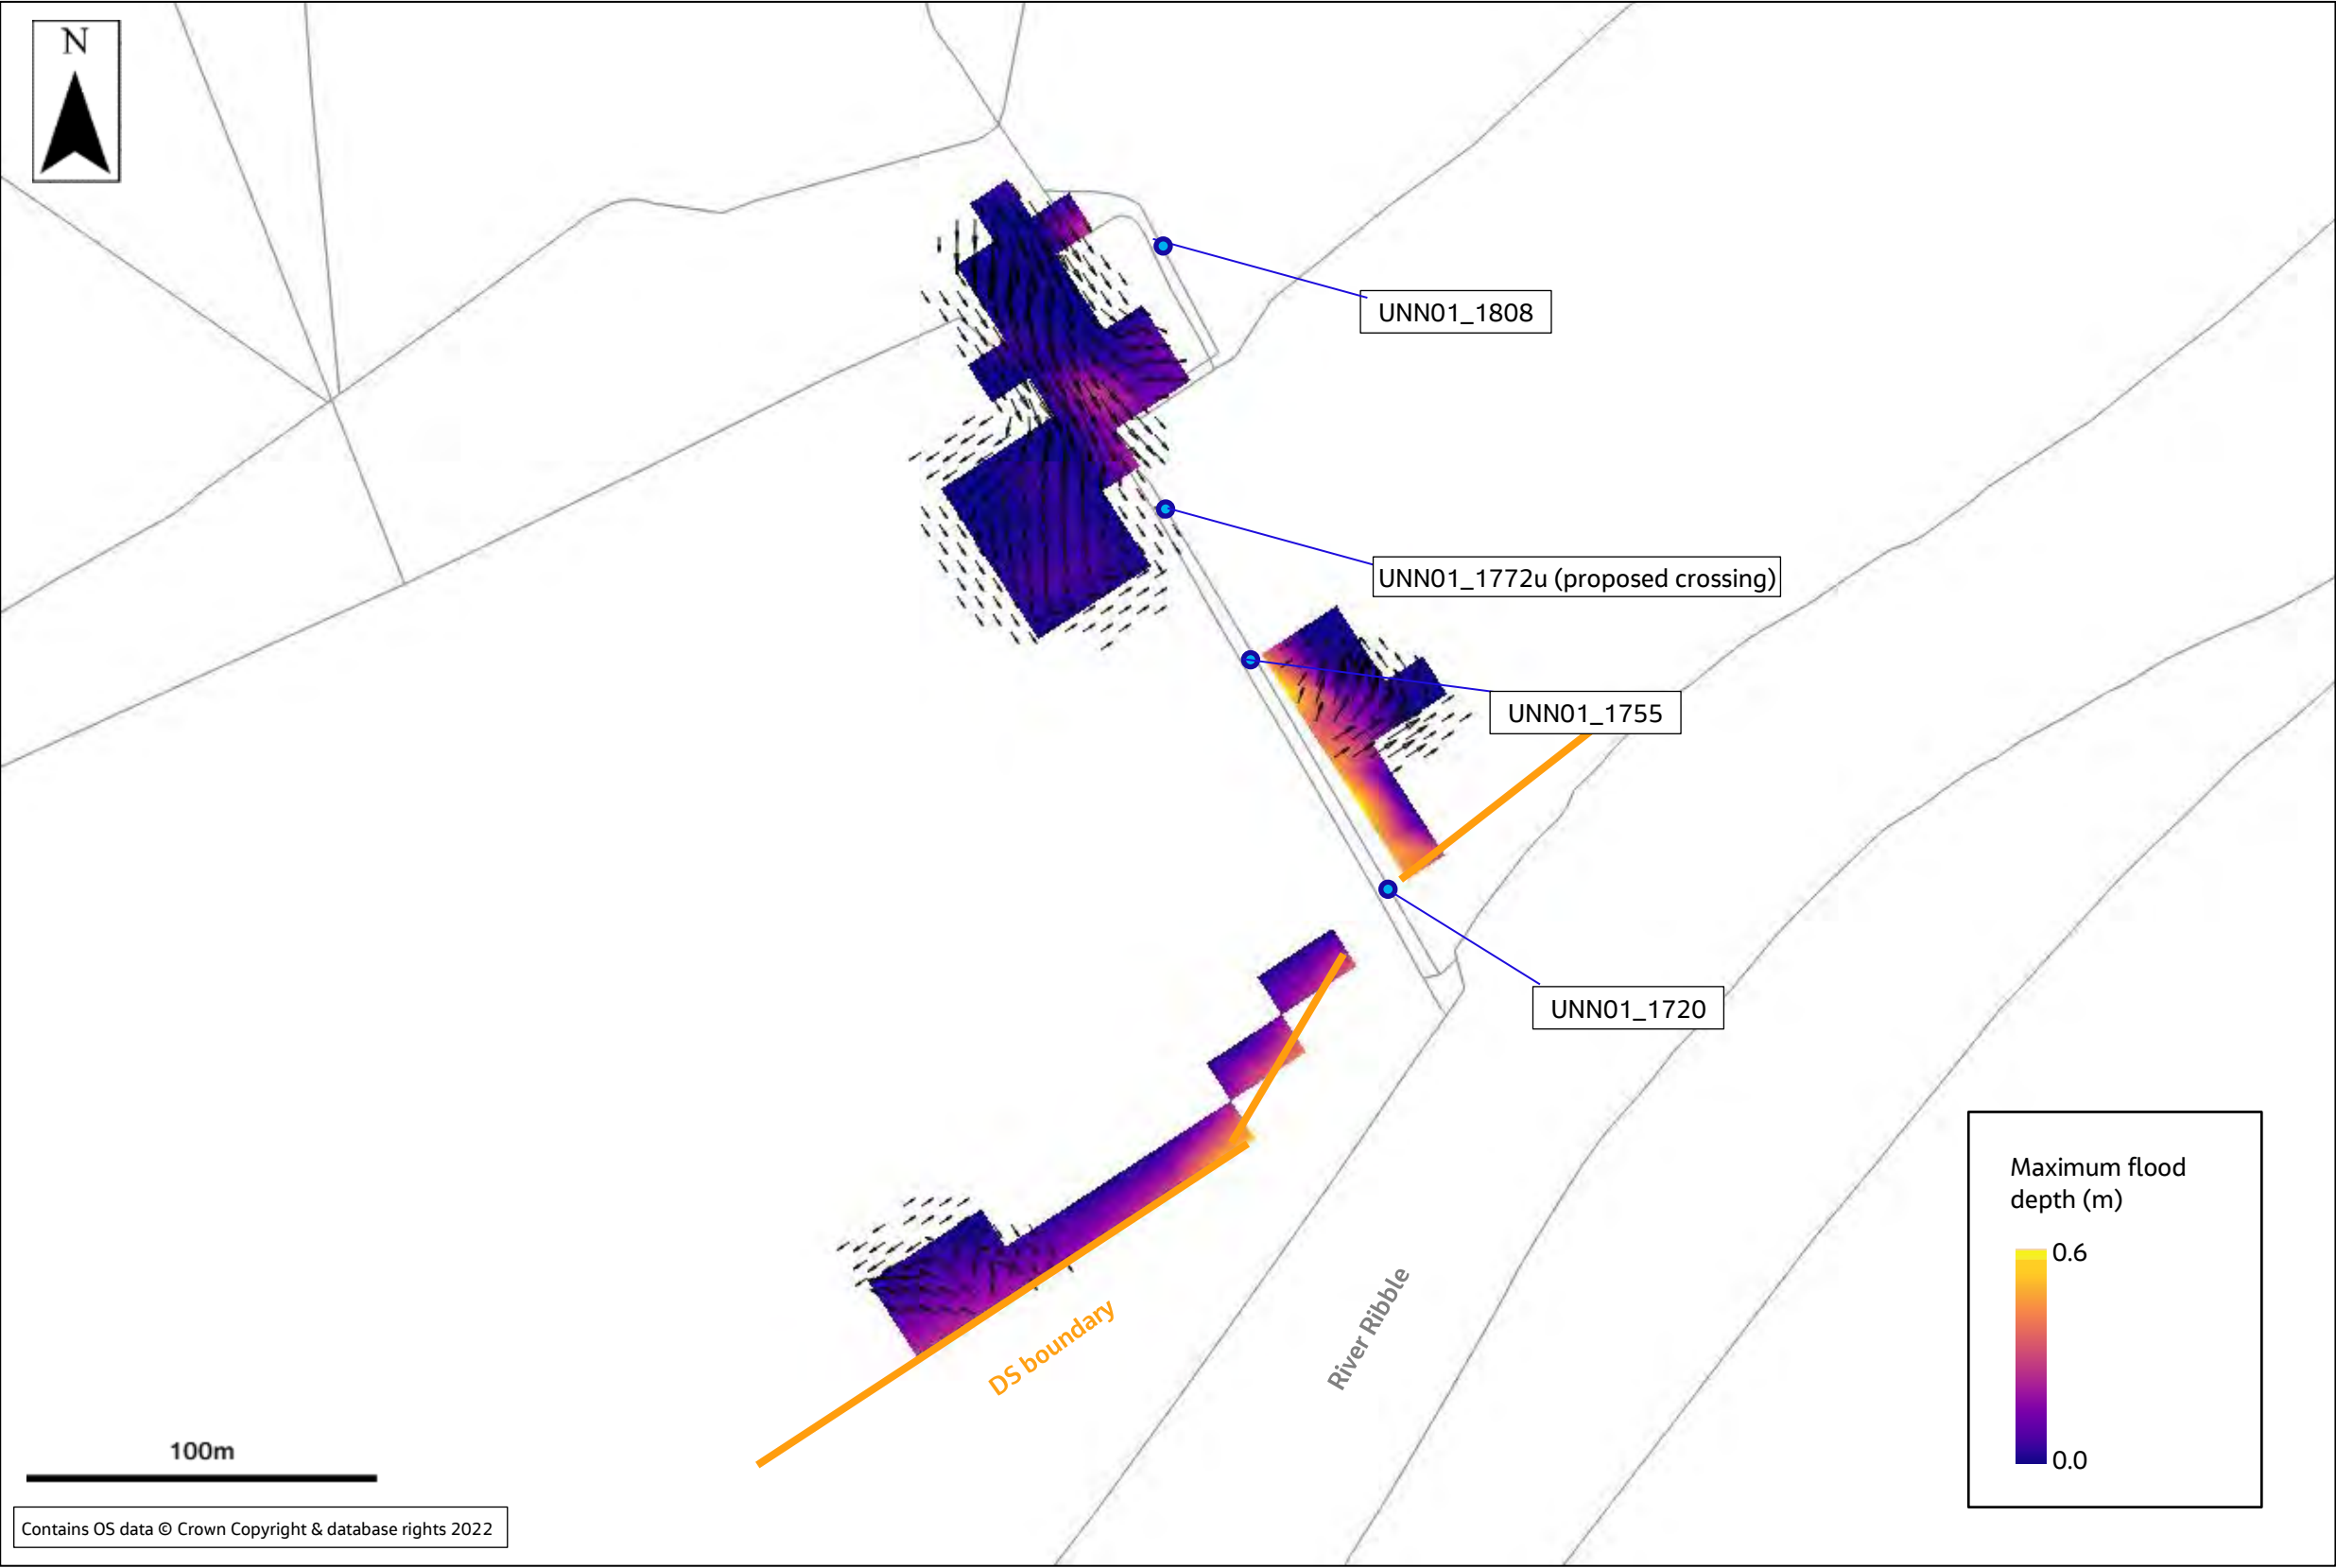 N
UNN01_1808
UNN01_1772u (proposed crossing)
UNN01_1755
UNN01_1720
Maximum flood
depth (m)
0.6
0.0
DS boundary
River Ribble
100m
Contains OS data © Crown Copyright & database rights 2022